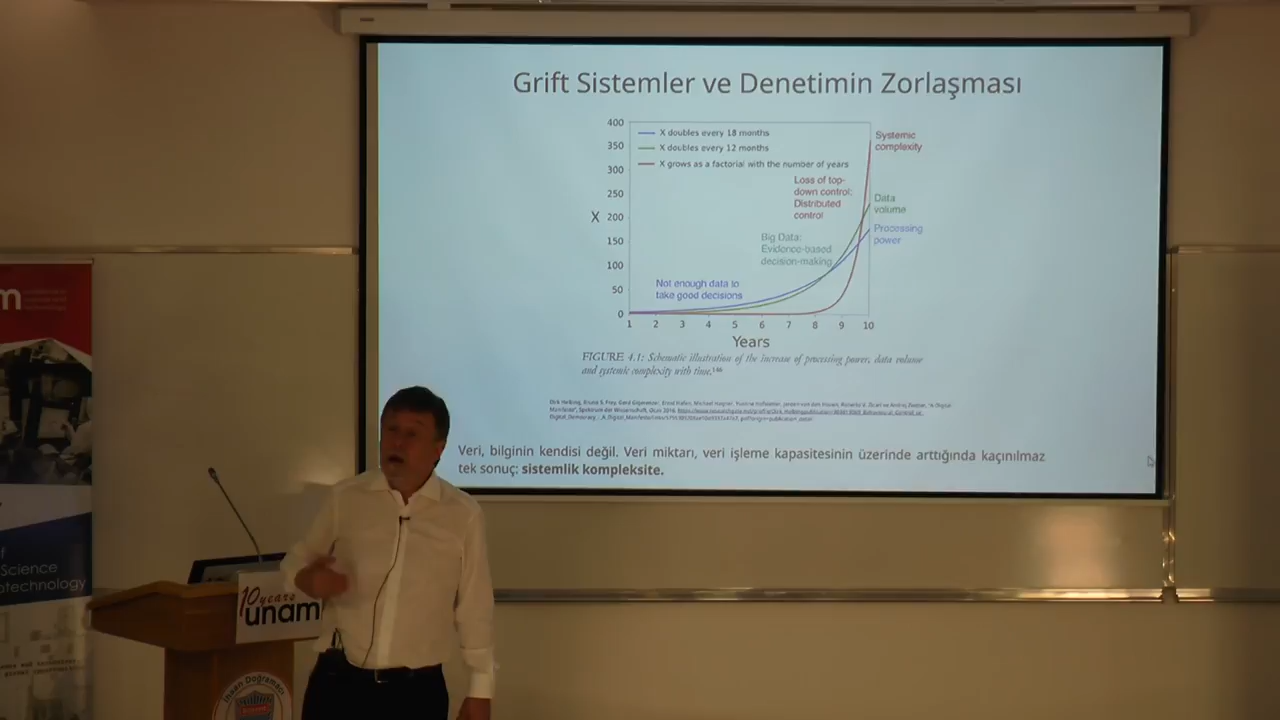 Grift Sistemler ve Denetimin Zorlaşması
400
350
300
250
200
150
100
50
0
X
X doubles every 18 months
X doubles every 12 months
X grows as a factorial with the number of years
Systemic
complexity
Loss of top-
down control:
Distributed
control
Data
volume
Processing
power
Big Data:
Evidence-based
decision-making
Not enough data to
take good decisions
1 2 3 4 5 6 7 8 9 10
Years
FIGURE 4.1: Schematic illustration of the increase of processing power, data volume
and systemic complexity with time.
Veri, bilginin kendisi değil. Veri miktarı, veri işleme kapasitesinin üzerinde arttığında kaçınılmaz
tek sonuç: sistemlik kompleksite.
m
f
Science
otechnology
10 years
unam
İhsan Doğramacı